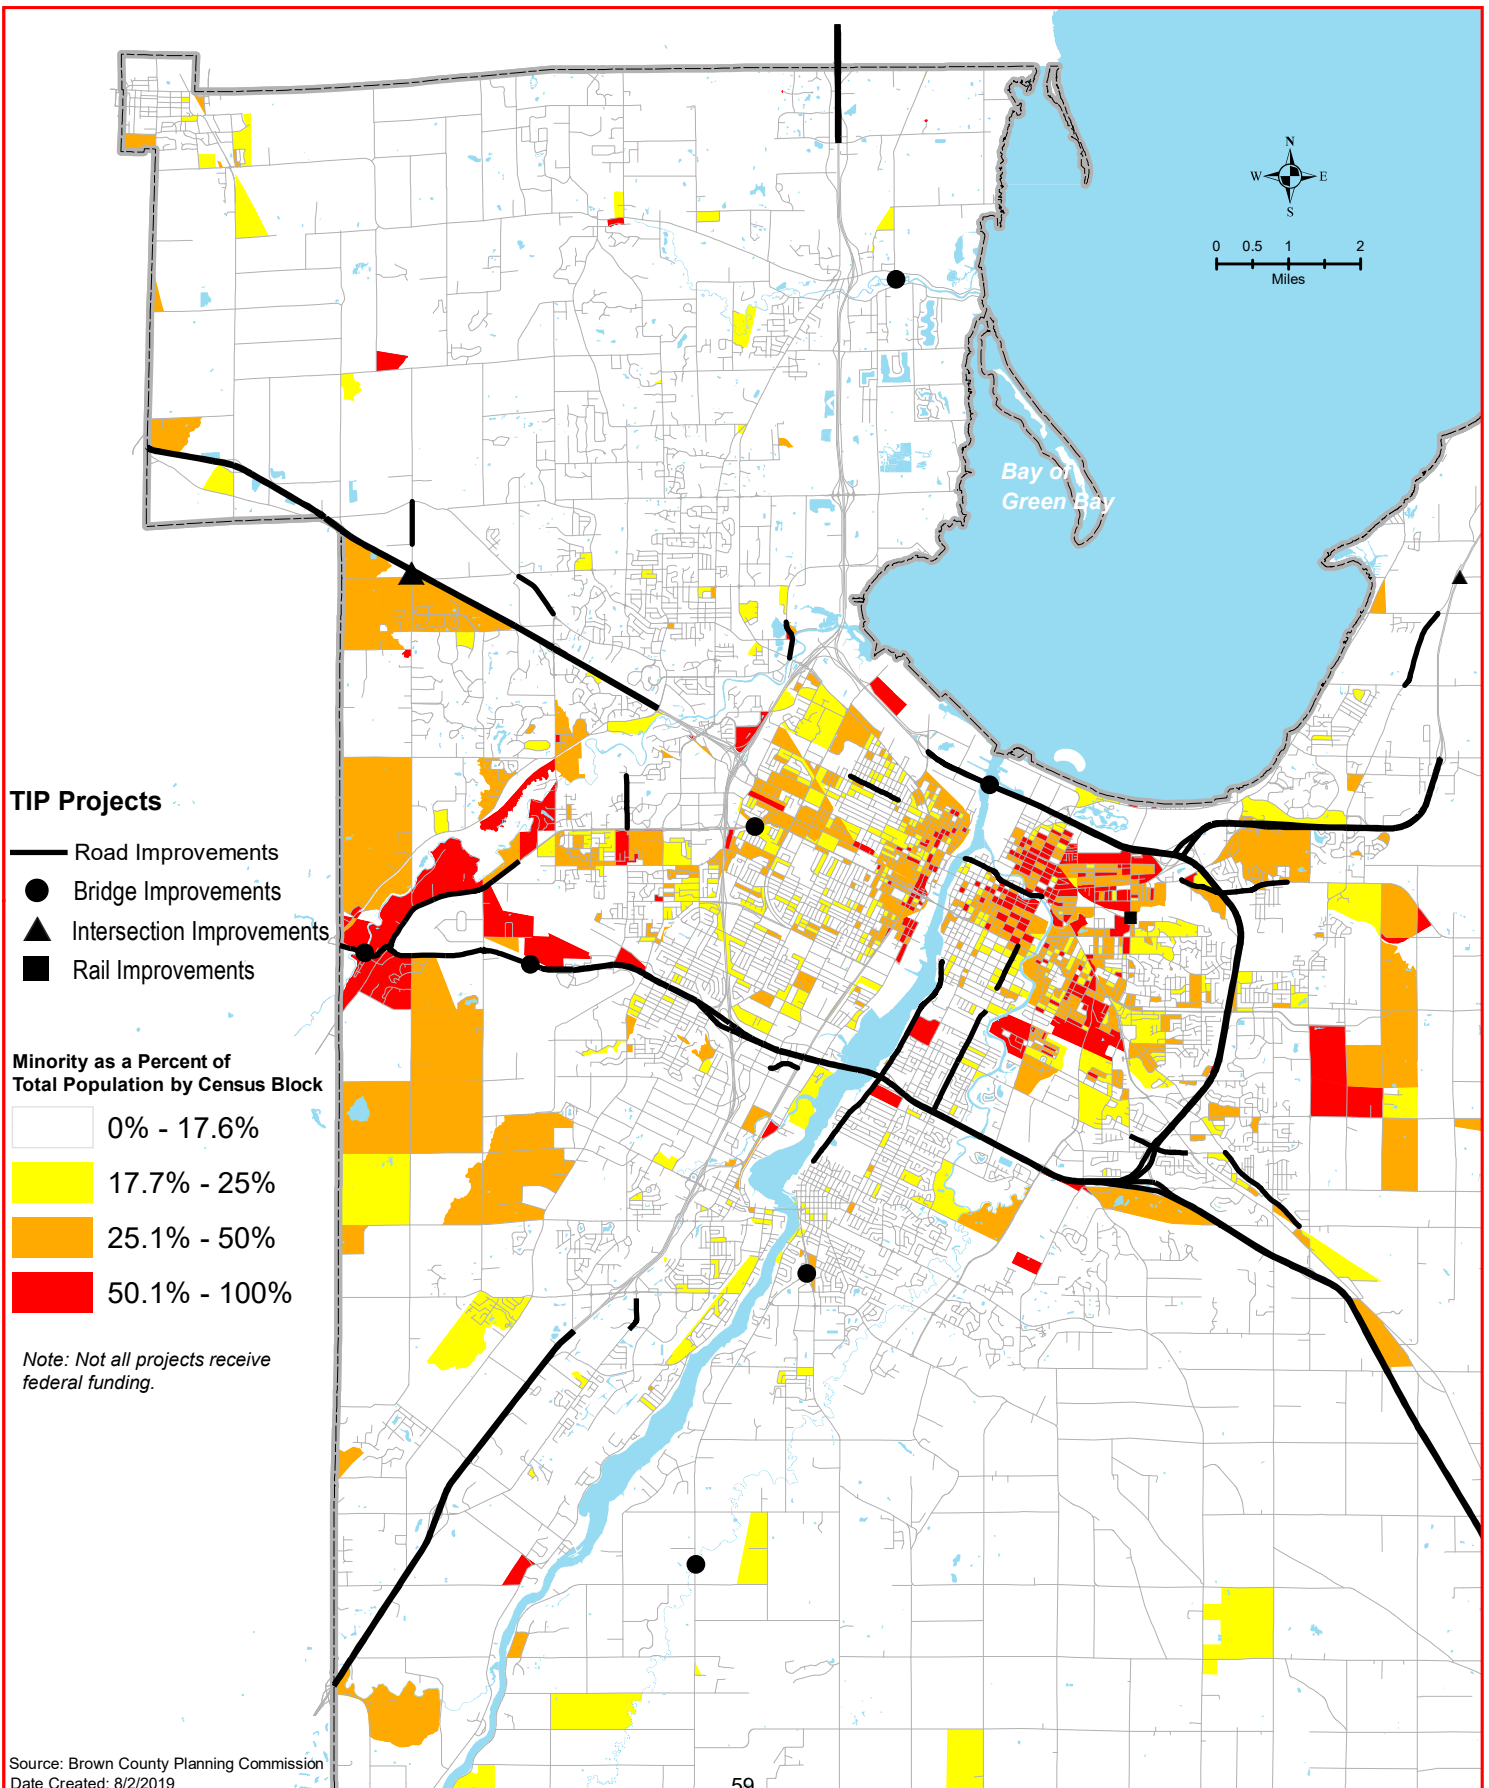 N
W E
S
0 0.5 1 2
Miles
Bay of
Green Bay
TIP Projects
Road Improvements
Bridge Improvements
Intersection Improvements
Rail Improvements
Minority as a Percent of
Total Population by Census Block
0% - 17.6%
17.7% - 25%
25.1% - 50%
50.1% - 100%
Note: Not all projects receive
federal funding.
Source: Brown County Planning Commission
Date Created: 8/2/2019
59